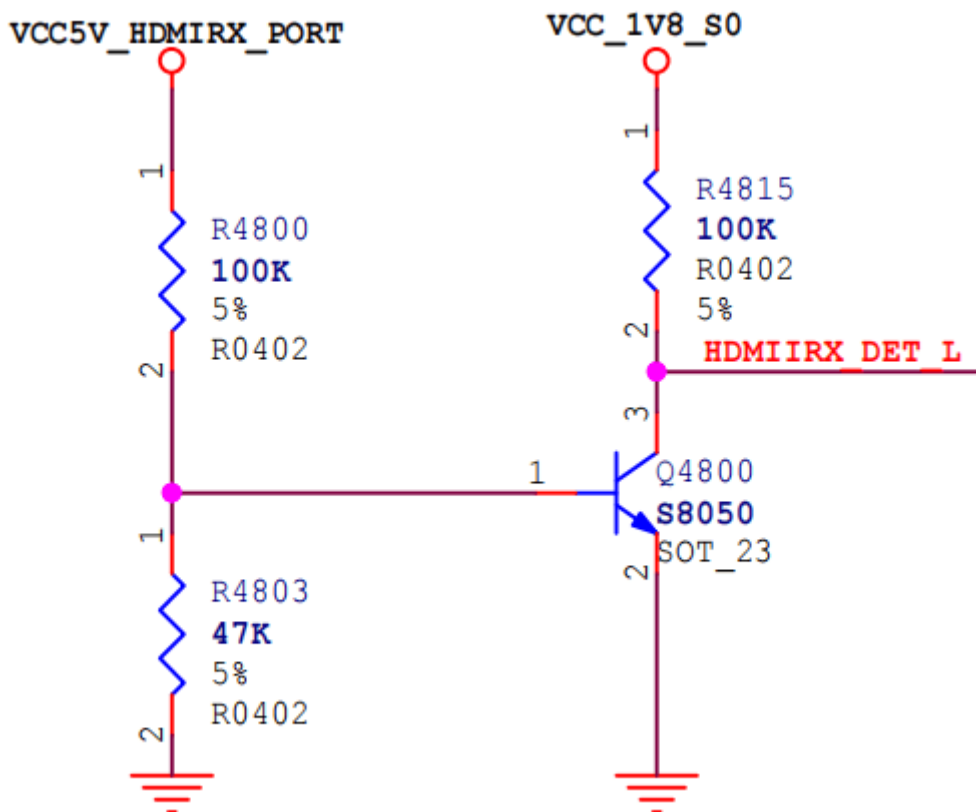 VCC5V_HDMIRX_PORT
VCC_1V8_S0
1
R4800
100K
5%
R0402
2
1
R4815
100K
R0402
5%
2
HDMIIRX_DET_L
3
1
Q4800
S8050
SOT_23
2
1
R4803
47K
5%
R0402
2